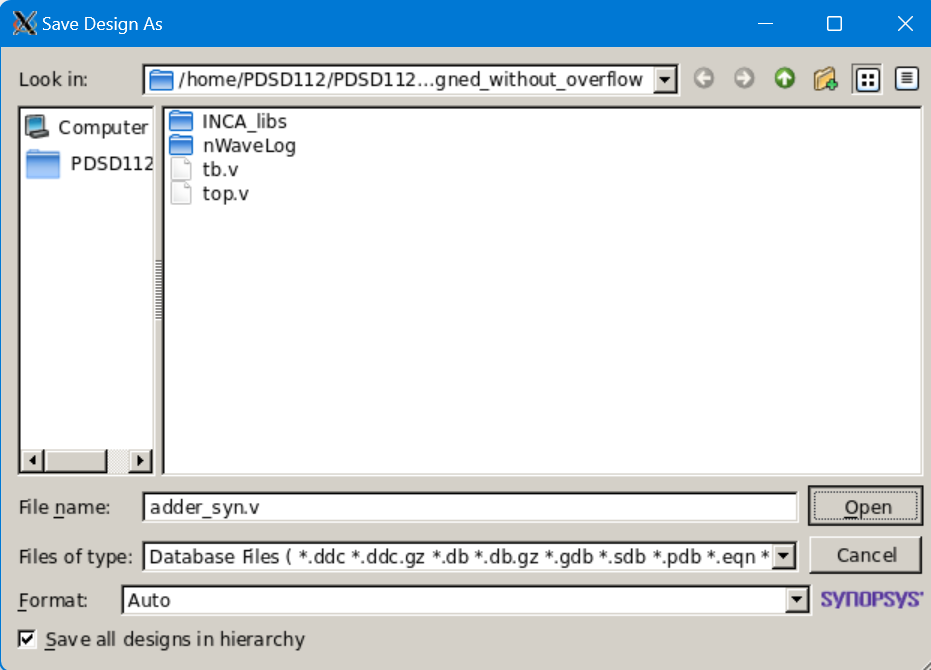 Save Design As
Look in: /home/PDSD112/PDSD112...gned_without_overflow
Computer
PDSD112
INCA_libs
nWaveLog
tb.v
top.v
File name: adder_syn.v Open
Files of type: Database Files ( *.ddc *.ddc.gz *.db *.db.gz *.gdb *.sdb *.pdb *.eqn * Cancel
Format: Auto SYNOPSYS®
Save all designs in hierarchy